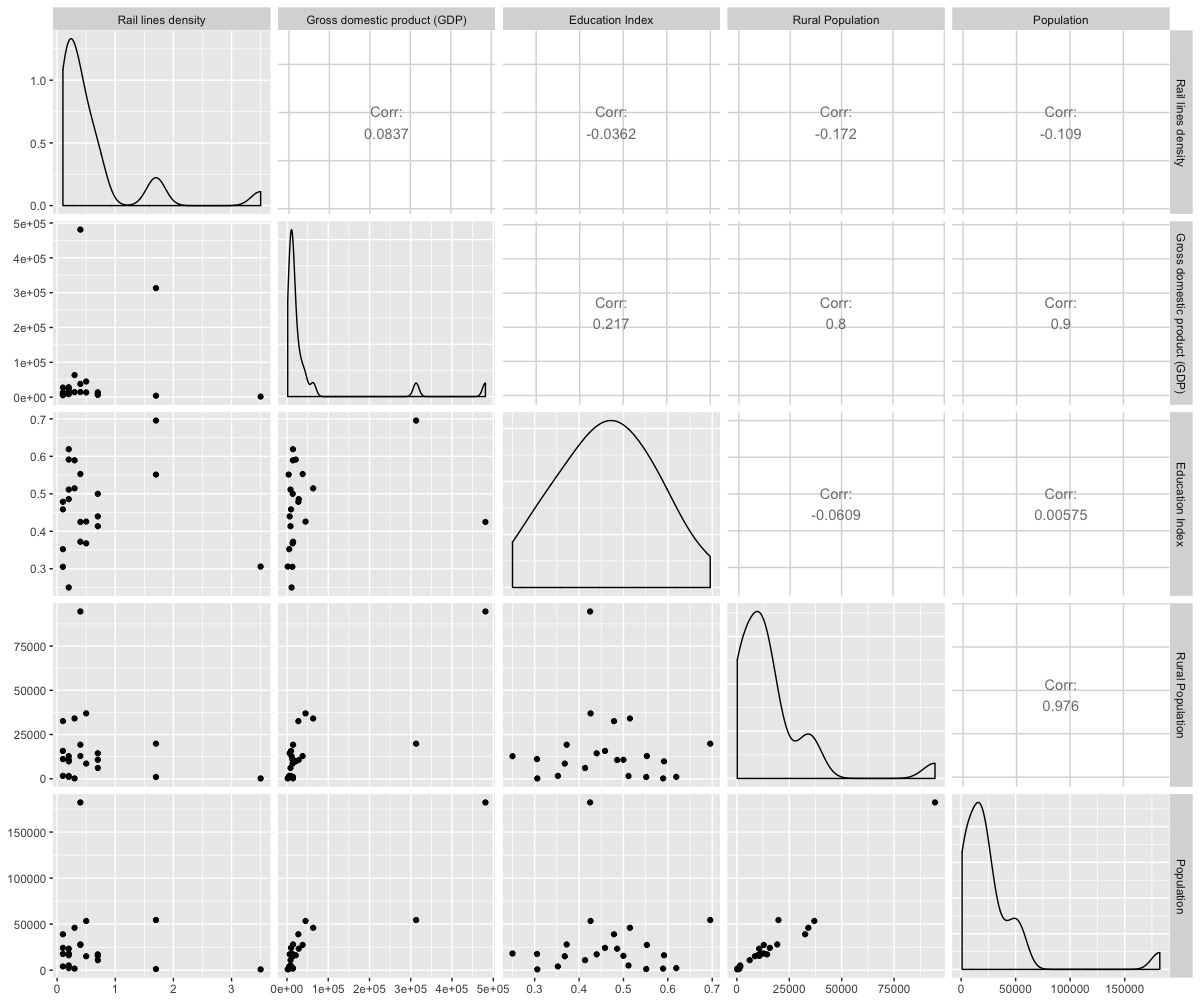 Rail lines density
Gross domestic product (GDP)
Education Index
Rural Population
Population
1.0
0.5
0.0
Corr:
0.0837
Corr:
-0.0362
Corr:
-0.172
Corr:
-0.109
Rail lines density
5e+05
4e+05
3e+05
2e+05
1e+05
0e+00
Corr:
0.217
Corr:
0.8
Corr:
0.9
Gross domestic product (GDP)
0.7
0.6
0.5
0.4
0.3
Corr:
-0.0609
Corr:
0.00575
Education Index
75000
50000
25000
0
Corr:
0.976
Rural Population
150000
100000
50000
0
Population
0
1
2
3
0e+00
1e+05
2e+05
3e+05
4e+05
5e+05
0.3
0.4
0.5
0.6
0.7
0
25000
50000
75000
0
50000
100000
150000